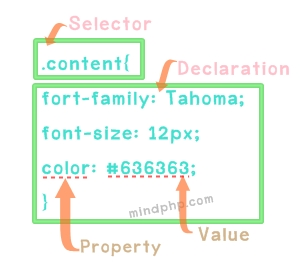 Selector
.content{
Declaration
fort-family: Tahoma;
font-size: 12px;
color: #636363;
}
mindphp.com
Property
Value